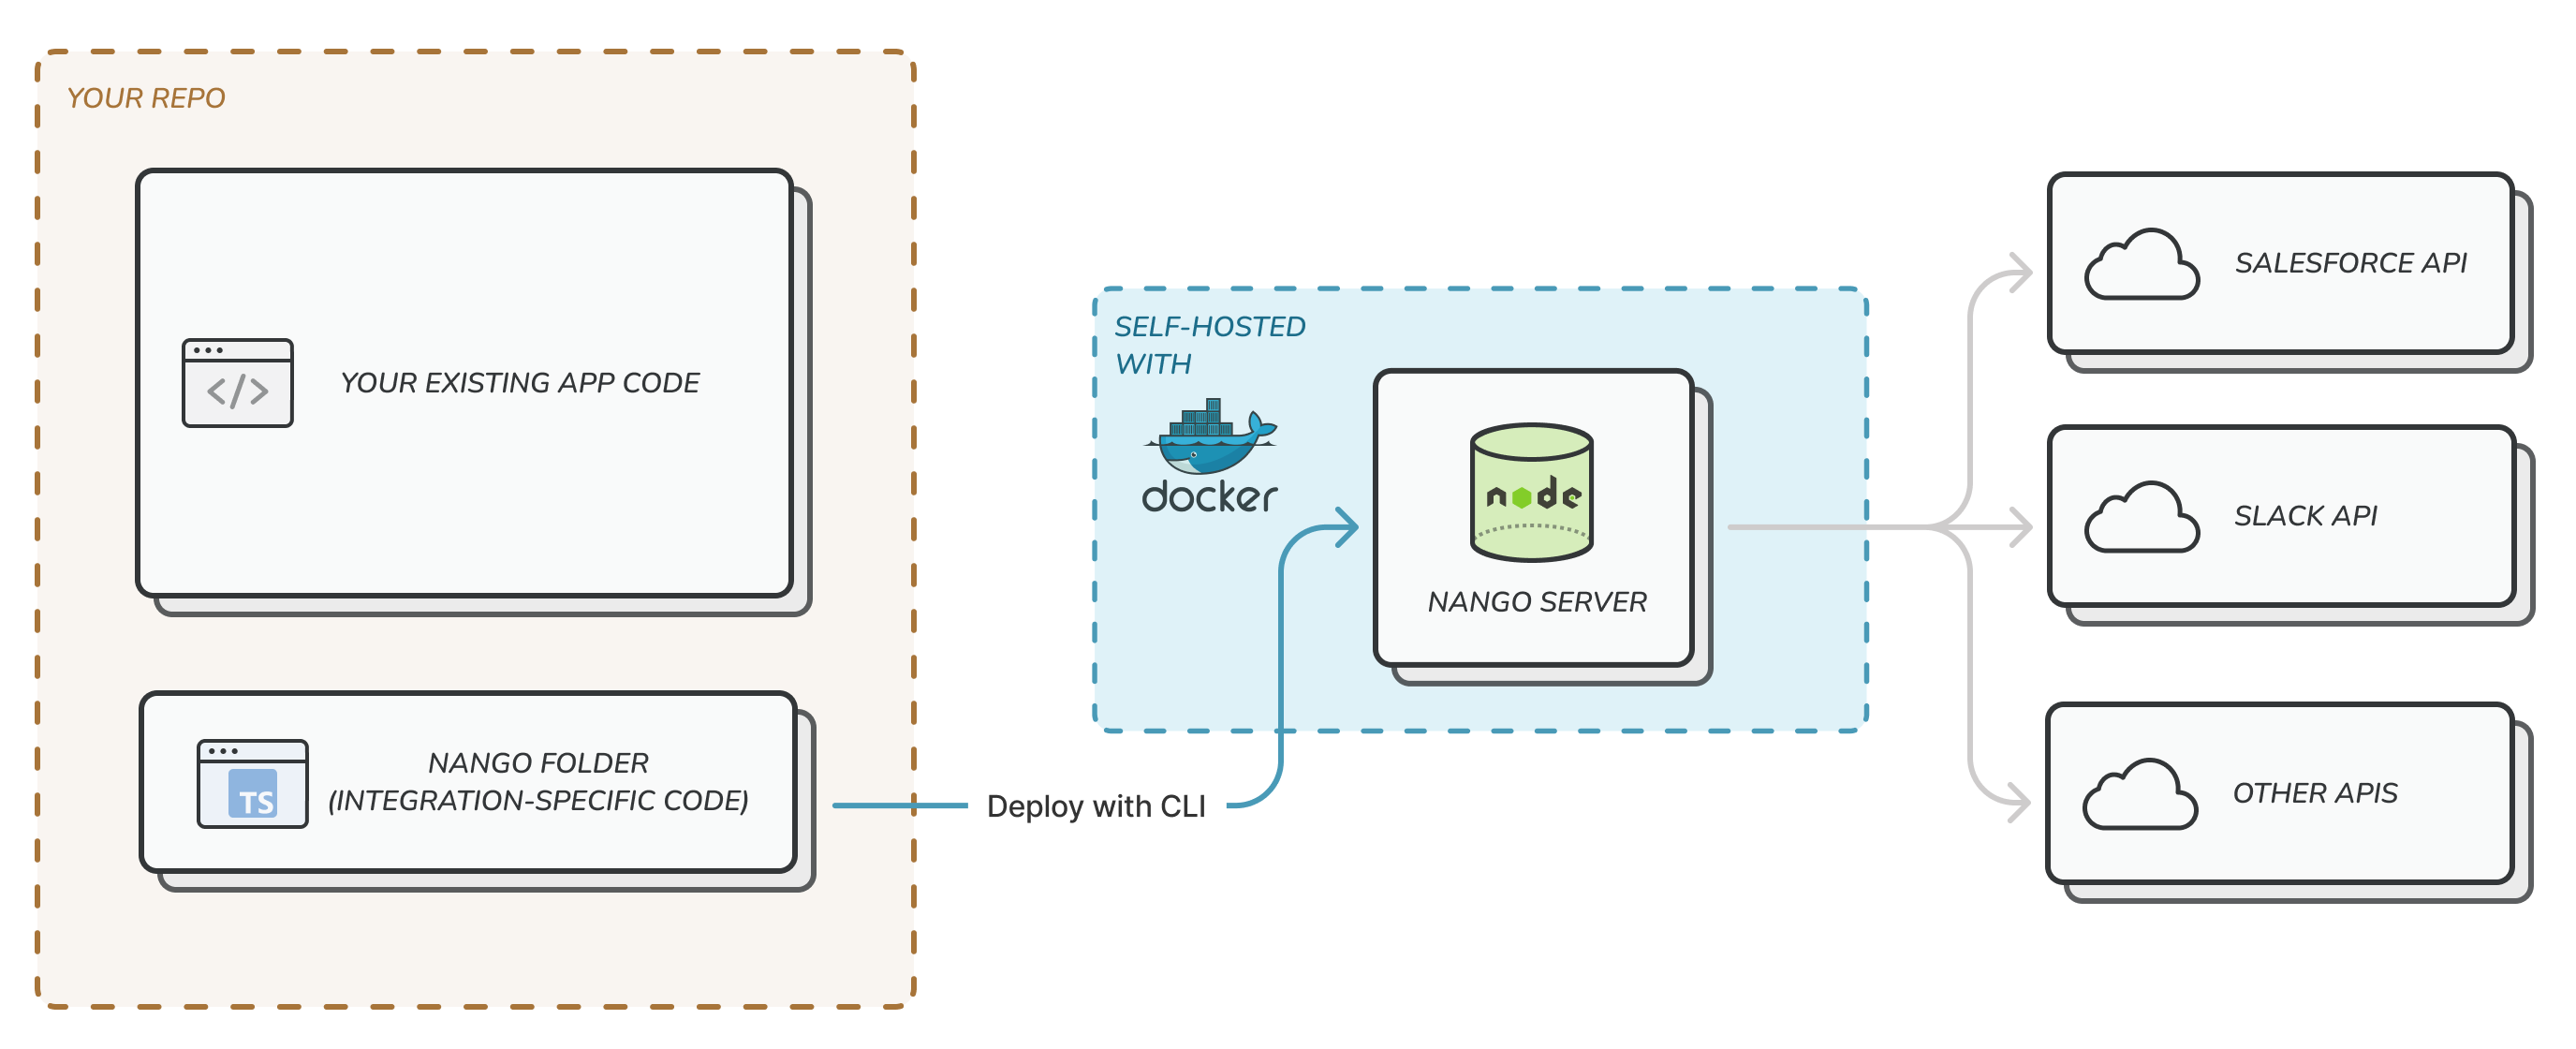 YOUR REPO
</>
YOUR EXISTING APP CODE
TS
NANGO FOLDER
(INTEGRATION-SPECIFIC CODE)
Deploy with CLI
SELF-HOSTED
WITH
docker
node
NANGO SERVER
SALESFORCE API
SLACK API
OTHER APIS